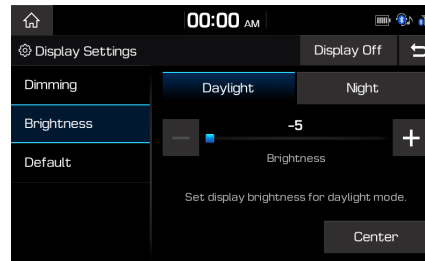 00:00 AM
Display Settings
Display Off
Dimming
Daylight
Night
Brightness
-5
Brightness
Default
Set display brightness for daylight mode.
Center